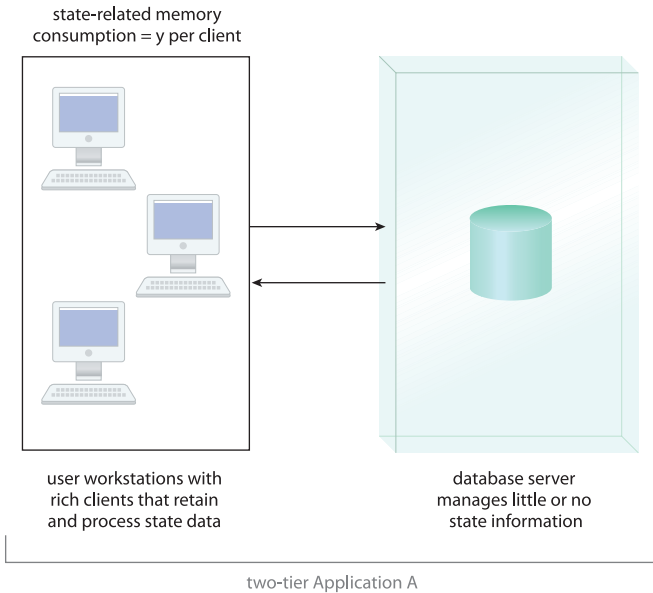 state-related memory
consumption = y per client
user workstations with
rich clients that retain
and process state data
database server
manages little or no
state information
two-tier Application A